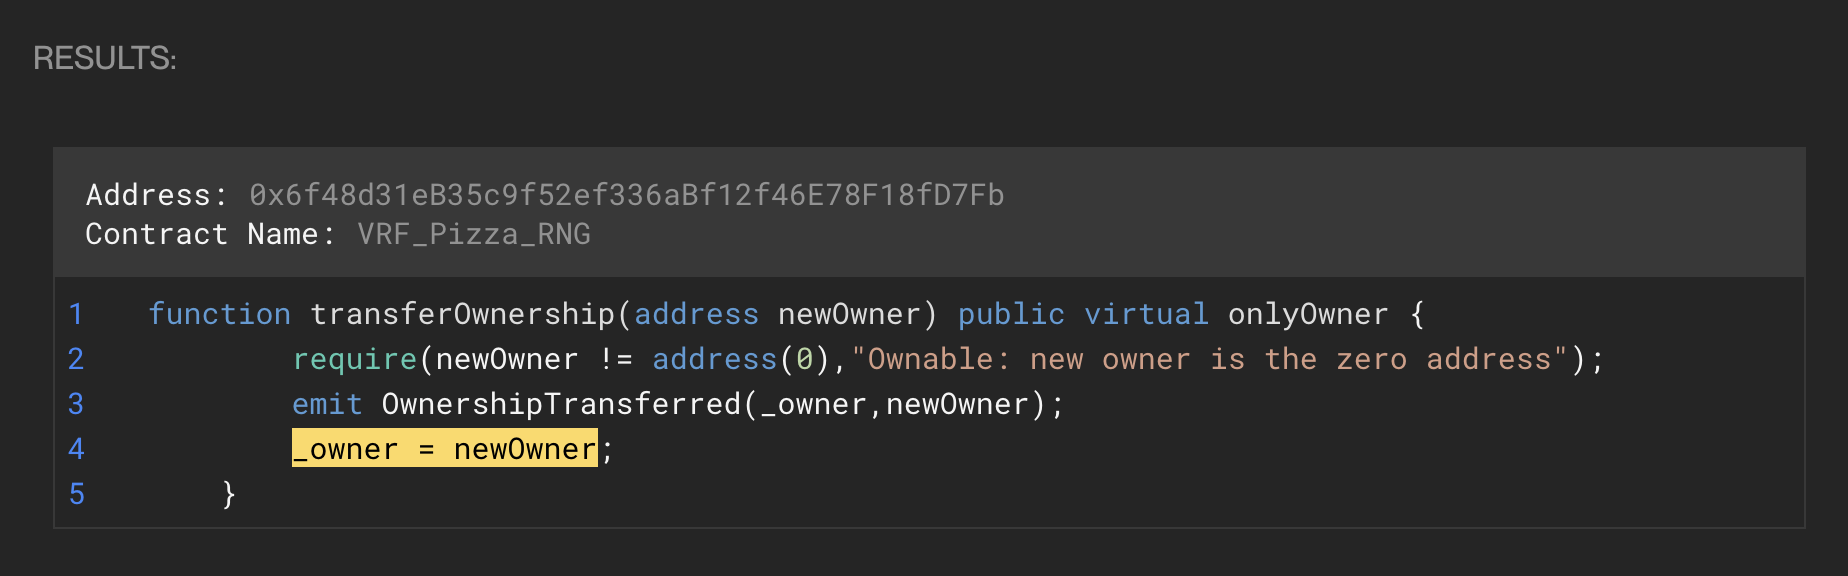 RESULTS:
Address: 0x6f48d31eB35c9f52ef336aBf12f46E78F18fD7Fb
Contract Name: VRF_Pizza_RNG
1 function transferOwnership(address newOwner) public virtual onlyOwner {
2 require(newOwner != address(0),"Ownable: new owner is the zero address");
3 emit OwnershipTransferred(_owner,newOwner);
4 _owner = newOwner;
5 }